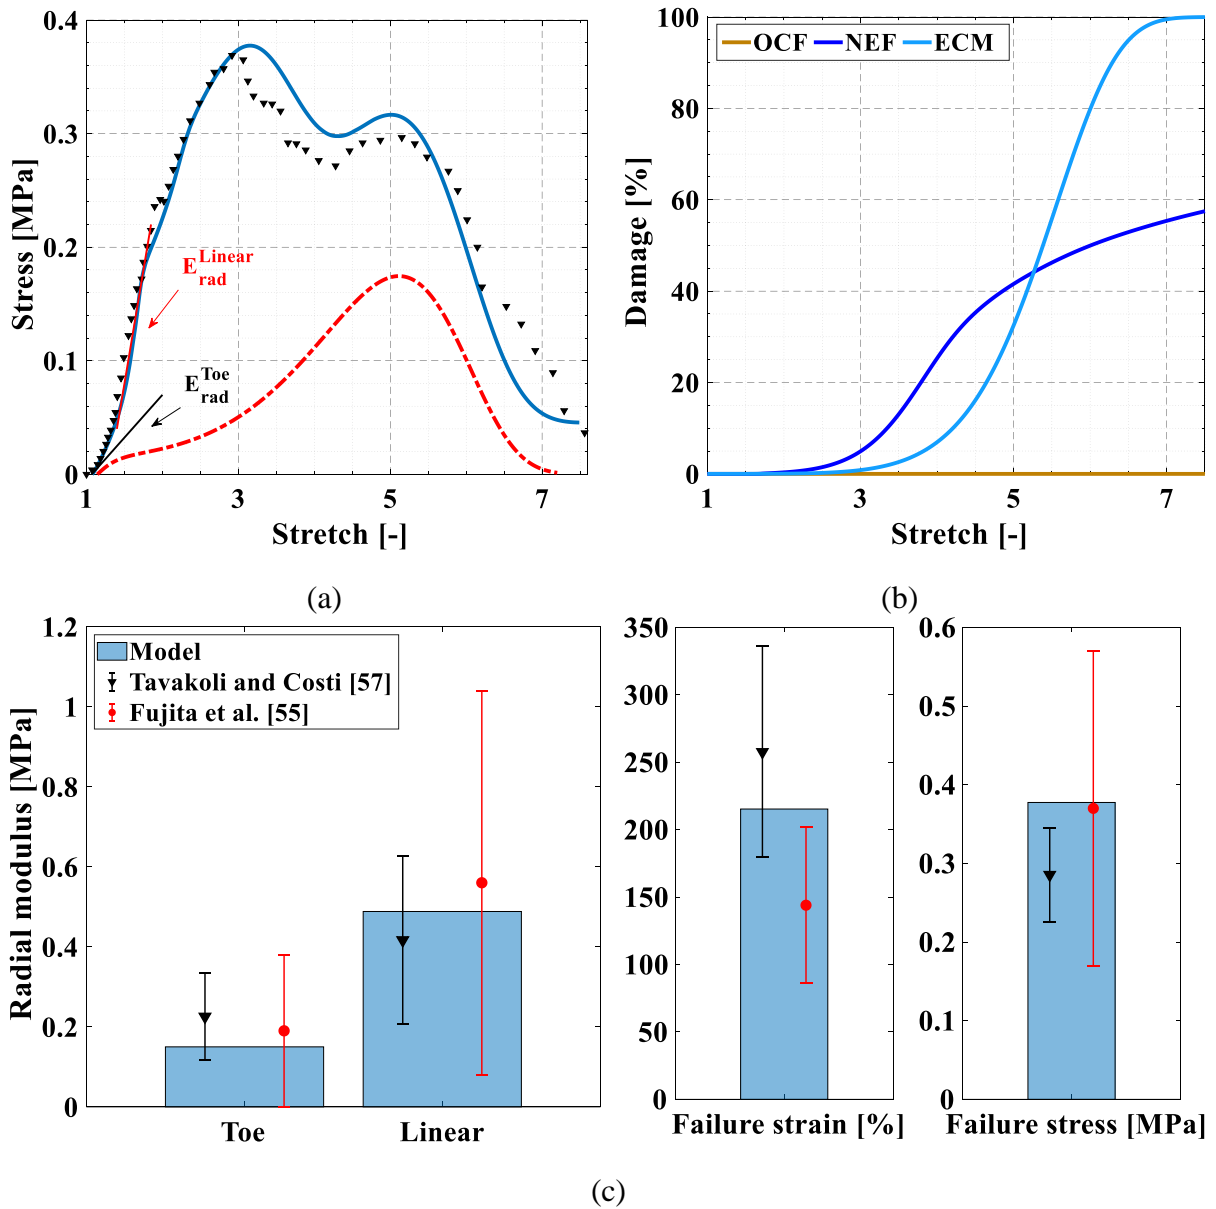 0.4
0.3
0.2
0.1
0
Stress [MPa]
E Linear rad
E Toe rad
1 3 5 7
Stretch [-]
(a)
100
80
60
40
20
0
Damage [%]
OCF NEF ECM
1 3 5 7
Stretch [-]
(b)
1.2
1
0.8
0.6
0.4
0.2
0
Radial modulus [MPa]
Model
Tavakoli and Costi [57]
Fujita et al. [55]
Toe Linear
350
300
250
200
150
100
50
0
Failure strain [%]
0.6
0.5
0.4
0.3
0.2
0.1
0
Failure stress [MPa]
(c)